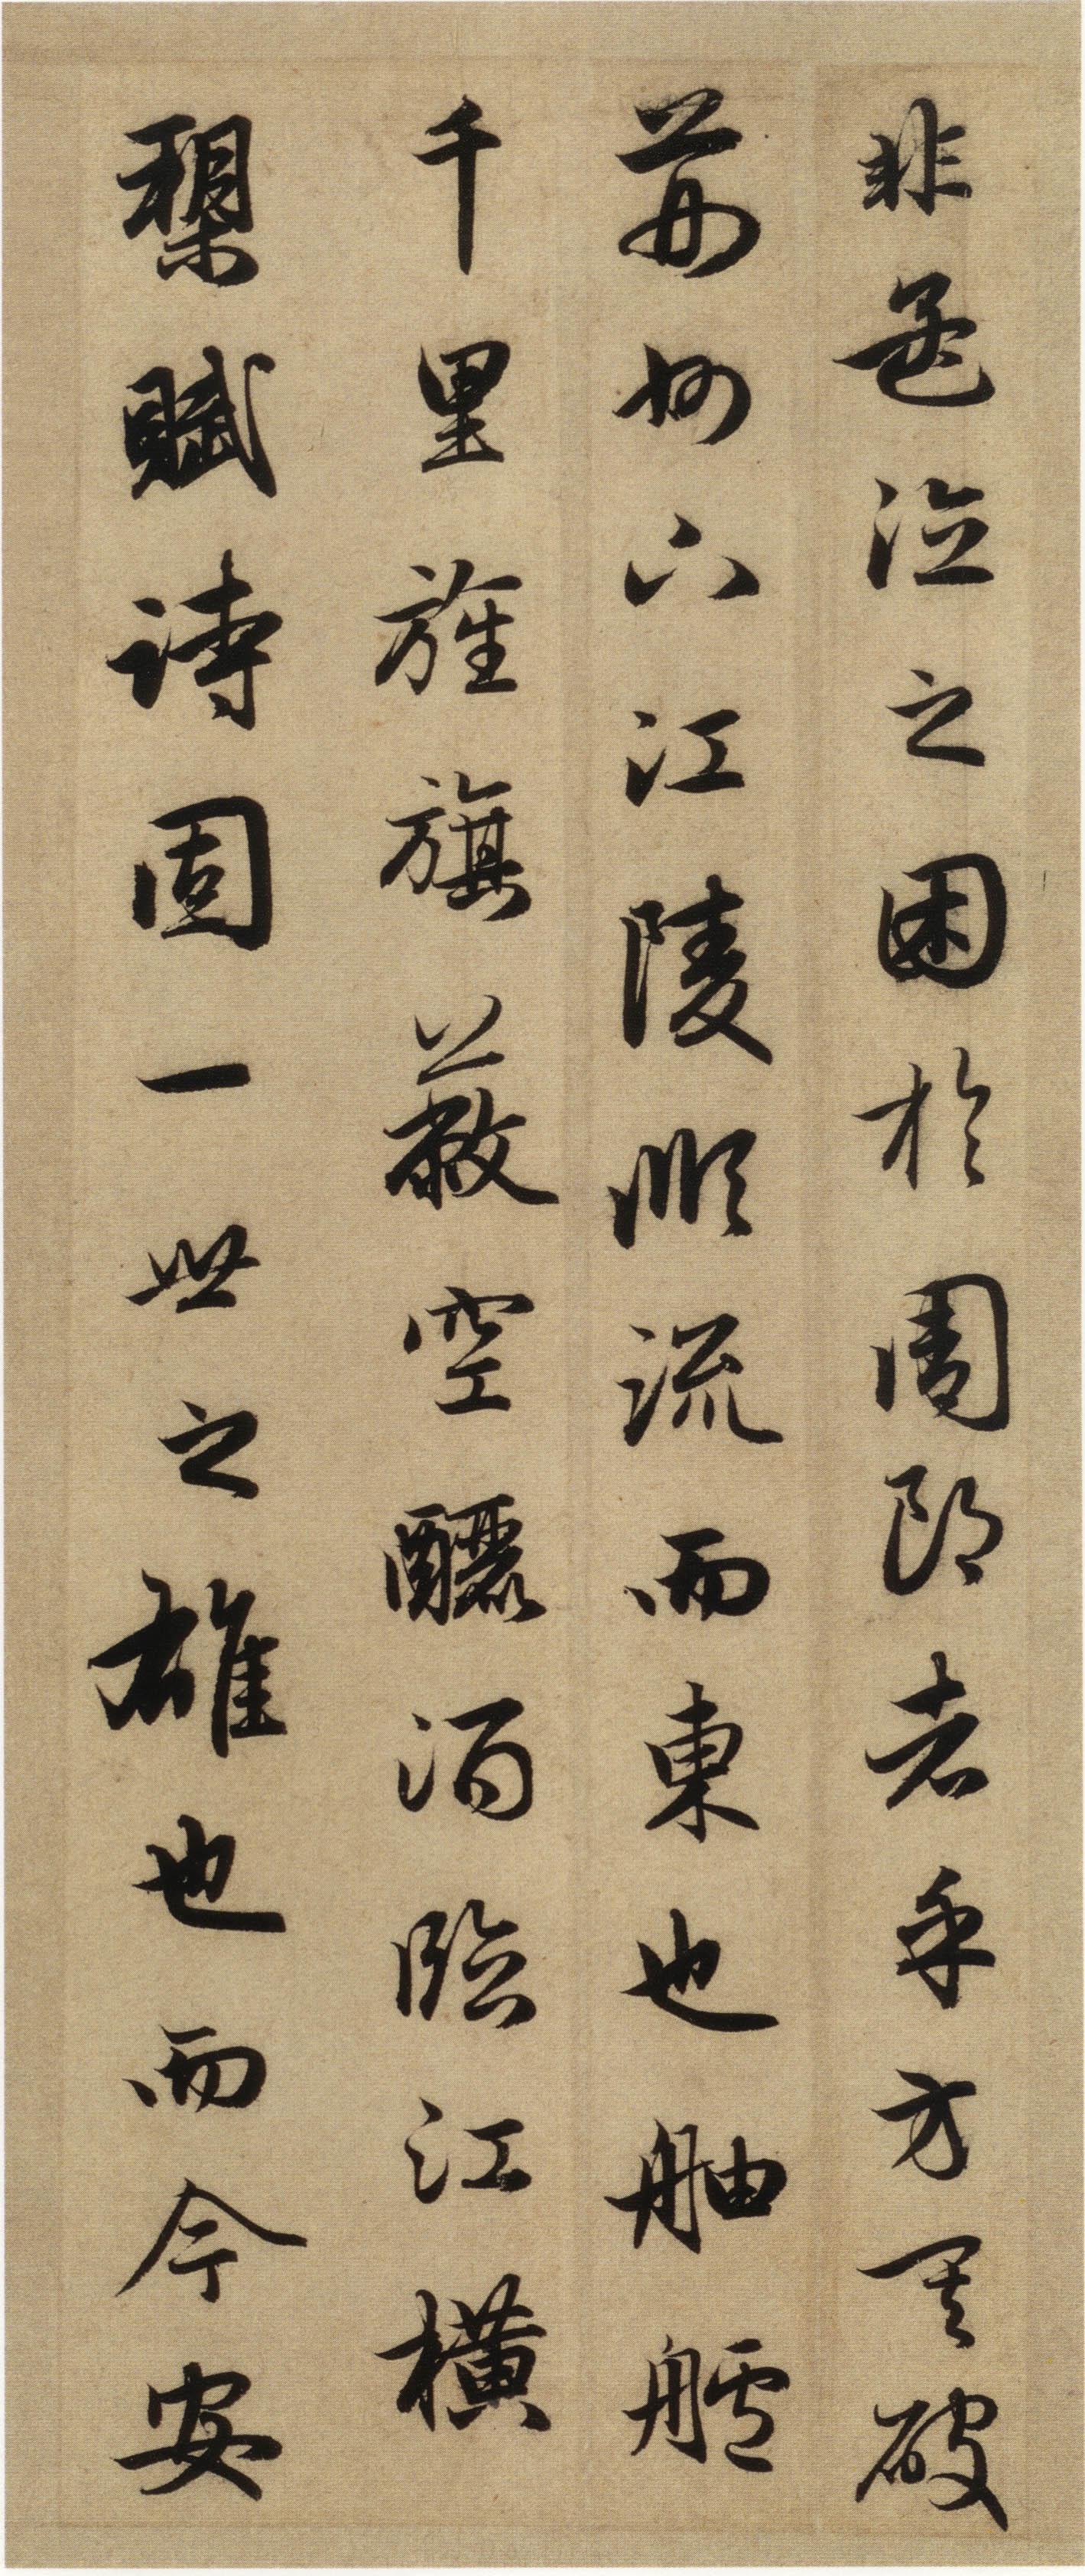 非孟德之困於周郎者乎方其破
荊州下江陵順流而東也舳艫
千里旌旗蔽空釃酒臨江橫
槊賦詩固一世之雄也而今安